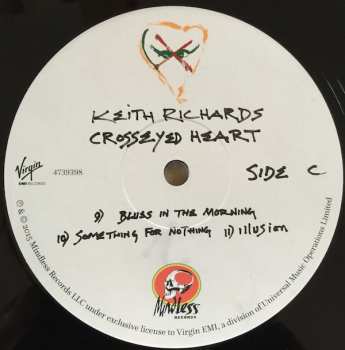 KEITH RICHARDS
CROSSEYED HEART
Virgin
EMI RECORDS
4739398
SIDE C
9) BLUES IN THE MORNING
10) SOMETHING FOR NOTHING 11) illusion
Mindless
RECORDS
℗ & © 2015 Mindless Records LLC under exclusive license to Virgin EMI, a division of Universal Music Operations Limited